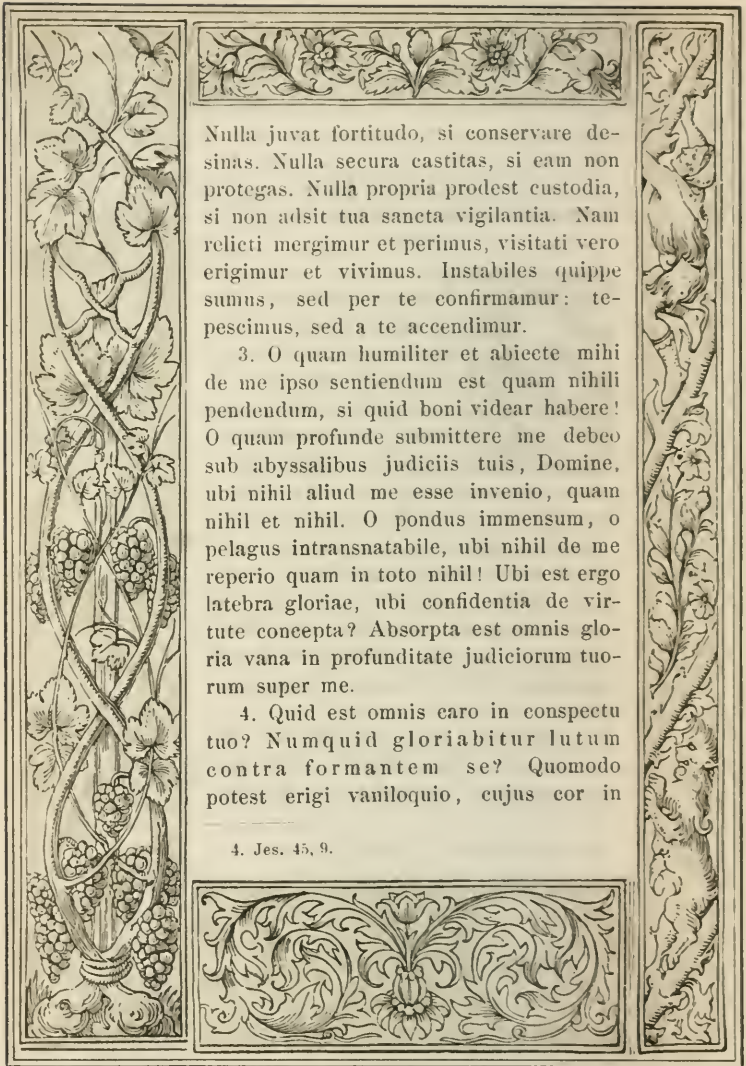 Nulla juvat fortitudo, si conservare de-
sinas. Nulla secura castitas, si eam non
protegas. Nulla propria prodest custodia,
si non adsit tua sancta vigilantia. Nam
relicti mergimur et perimus, visitati vero
erigimur et vivimus. Instabiles quippe
sumus, sed per te confirmamur: te-
pescimus, sed a te accendimur.
3. O quam humiliter et abiecte mihi
de me ipso sentiendum est quam nihili
pendendum, si quid boni videar habere!
O quam profunde submittere me debeo
sub abyssalibus judiciis tuis, Domine,
ubi nihil aliud me esse invenio, quam
nihil et nihil. O pondus immensum, o
pelagus intransnatabile, ubi nihil de me
reperio quam in toto nihil! Ubi est ergo
latebra gloriae, ubi confidentia de vir-
tute concepta? Absorpta est omnis glo-
ria vana in profunditate judiciorum tuo-
rum super me.
4. Quid est omnis caro in conspectu
tuo? Numquid gloriabitur lutum
contra formantem se? Quomodo
potest erigi vaniloquio, cujus cor in
4. Jes. 45, 9.